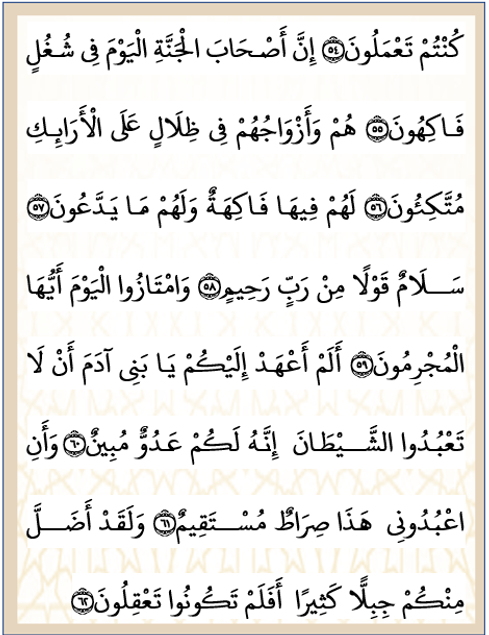 كُنْتُمْ تَعْمَلُونَ ﴿٥٤﴾ إِنَّ أَصْحَابَ الْجَنَّةِ الْيَوْمَ فِى شُغُلٍ
فَاكِهُونَ ﴿٥٥﴾ هُمْ وَأَزْوَاجُهُمْ فِى ظِلَالٍ عَلَى الْأَرَائِكِ
مُتَّكِئُونَ ﴿٥٦﴾ لَهُمْ فِيهَا فَاكِهَةٌ وَلَهُمْ مَا يَدَّعُونَ ﴿٥٧﴾
سَلَامٌ قَوْلًا مِنْ رَبٍّ رَحِيمٍ ﴿٥٨﴾ وَامْتَازُوا الْيَوْمَ أَيُّهَا
الْمُجْرِمُونَ ﴿٥٩﴾ أَلَمْ أَعْهَدْ إِلَيْكُمْ يَا بَنِى آدَمَ أَنْ لَا
تَعْبُدُوا الشَّيْطَانَ إِنَّهُ لَكُمْ عَدُوٌّ مُبِينٌ ﴿٦٠﴾ وَأَنِ
اعْبُدُونِى هَذَا صِرَاطٌ مُسْتَقِيمٌ ﴿٦١﴾ وَلَقَدْ أَضَلَّ
مِنْكُمْ جِبِلًّا كَثِيرًا أَفَلَمْ تَكُونُوا تَعْقِلُونَ ﴿٦٢﴾